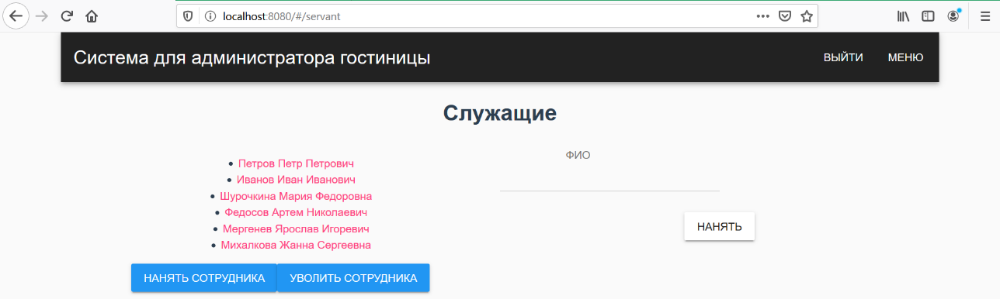 localhost:8080/#/servant
Система для администратора гостиницы
ВЫЙТИ
МЕНЮ
Служащие
Петров Петр Петрович
Иванов Иван Иванович
Шурочкина Мария Федоровна
Федосов Артем Николаевич
Мергенев Ярослав Игоревич
Михалкова Жанна Сергеевна
НАНЯТЬ СОТРУДНИКА
УВОЛИТЬ СОТРУДНИКА
ФИО
НАНЯТЬ